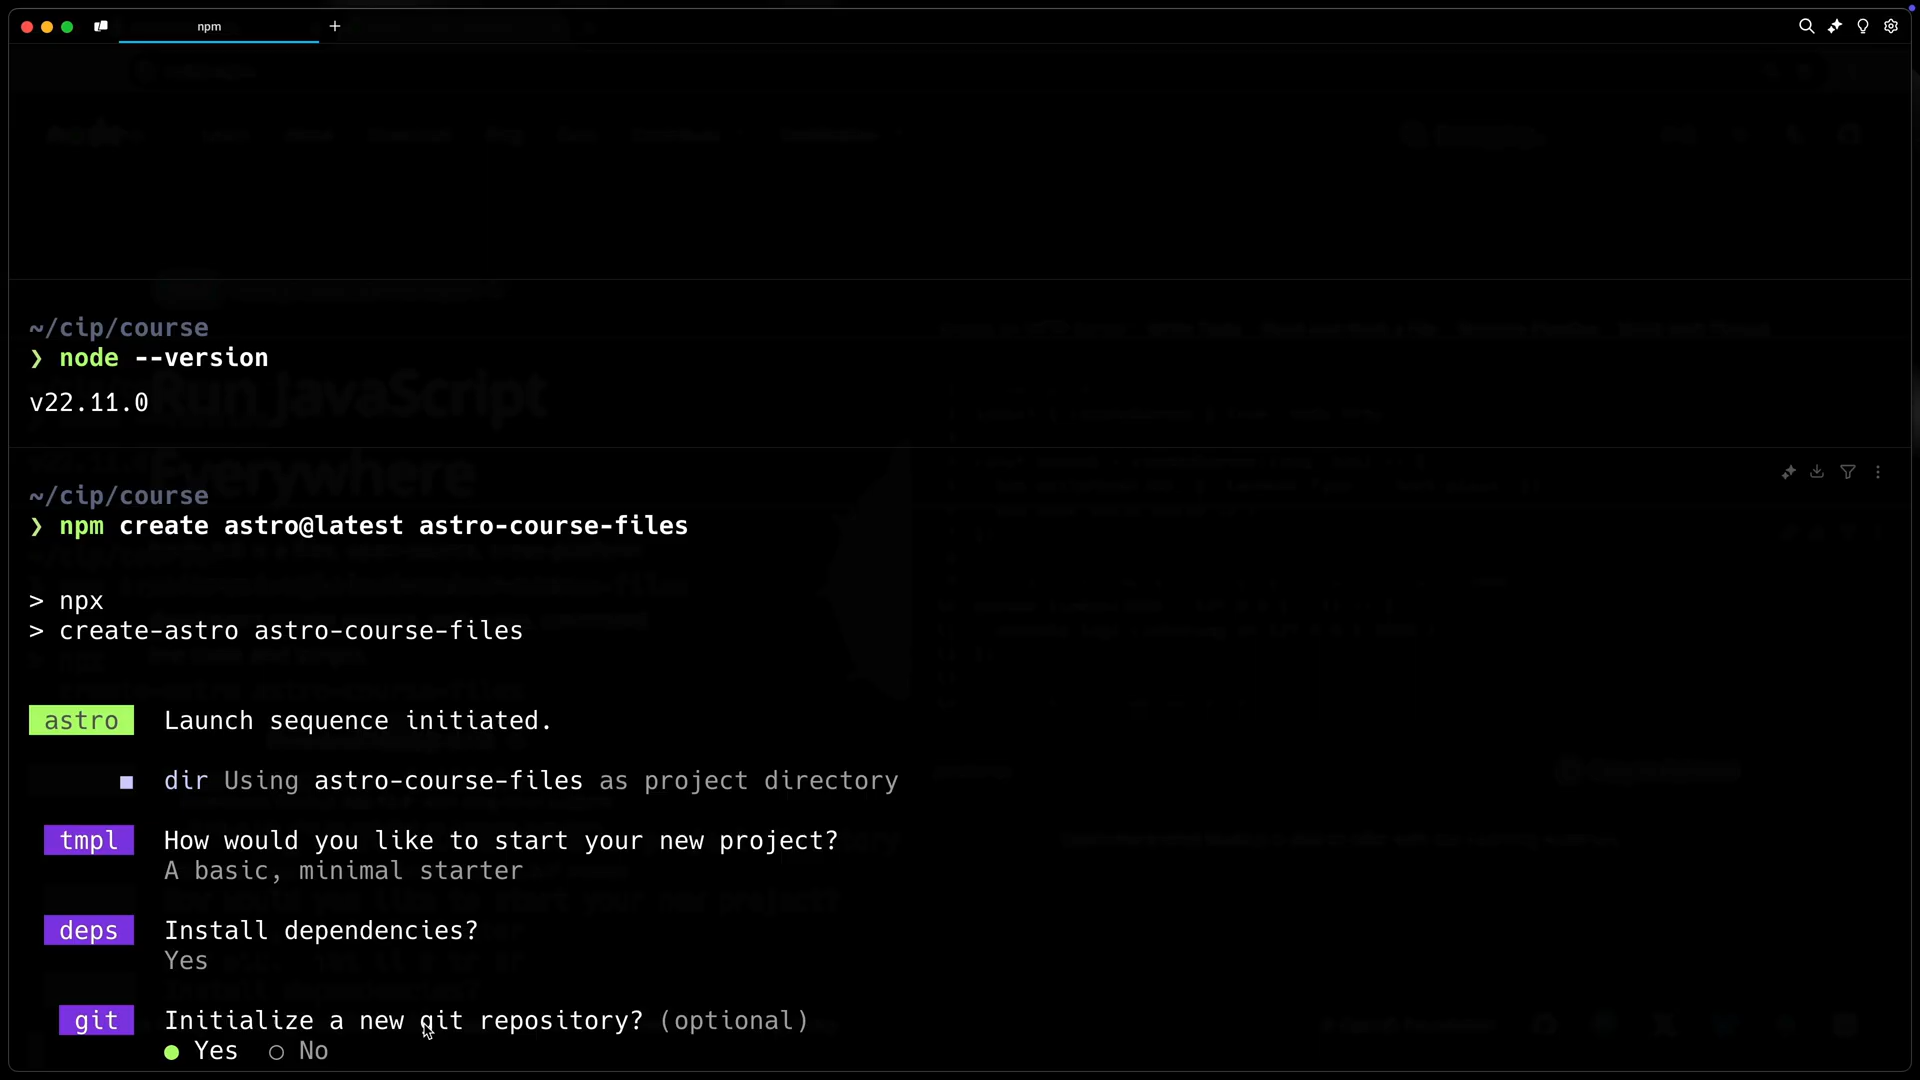 npm
~/cip/course
❯ node --version
v22.11.0
Run JavaScript
Everywhere
~/cip/course
❯ npm create astro@latest astro-course-files
> npx
> create-astro astro-course-files
astro Launch sequence initiated.
■ dir Using astro-course-files as project directory
tmpl How would you like to start your new project?
A basic, minimal starter
deps Install dependencies?
Yes
git Initialize a new git repository? (optional)
● Yes ○ No